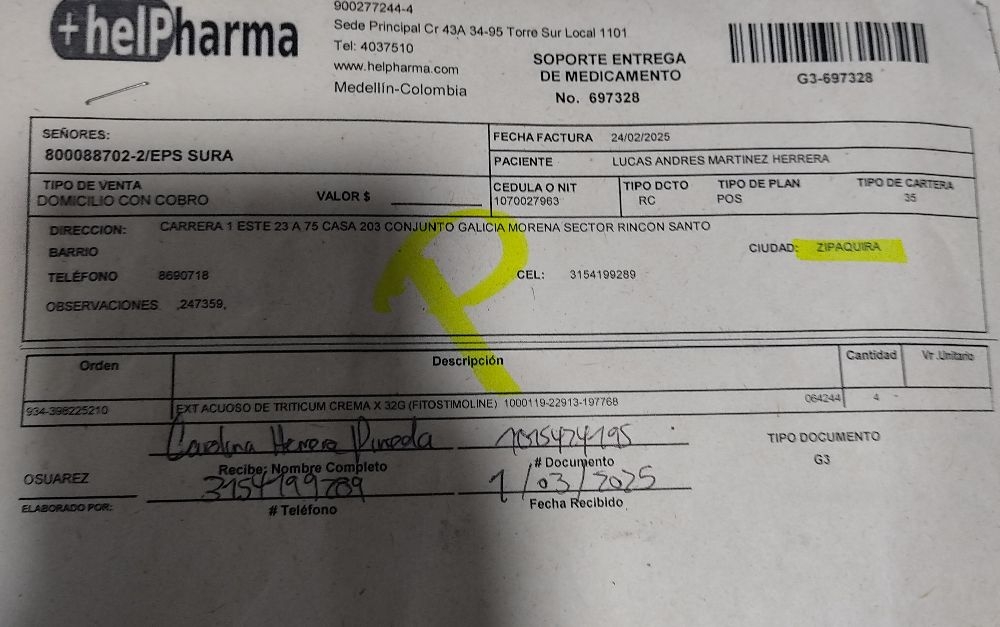 +helPharma
900277244-4
Sede Principal Cr 43A 34-95 Torre Sur Local 1101
Tel: 4037510
www.helpharma.com
Medellín-Colombia
SOPORTE ENTREGA
DE MEDICAMENTO
No. 697328
G3-697328
SEÑORES:
800088702-2/EPS SURA
FECHA FACTURA 24/02/2025
PACIENTE LUCAS ANDRES MARTINEZ HERRERA
TIPO DE VENTA
DOMICILIO CON COBRO
VALOR $
CEDULA O NIT
1070027963
TIPO DCTO
RC
TIPO DE PLAN
POS
TIPO DE CARTERA
35
DIRECCION: CARRERA 1 ESTE 23 A 75 CASA 203 CONJUNTO GALICIA MORENA SECTOR RINCON SANTO
BARRIO
CIUDAD: ZIPAQUIRA
TELÉFONO 8690718
CEL: 3154199289
OBSERVACIONES .247359,
P
Orden Descripción Cantidad Vr .Unitario
934-398225210 EXT ACUOSO DE TRITICUM CREMA X 32G (FITOSTIMOLINE) 1000119-22913-197768 064244 4 -
Carolina Herrera Pineda
1015474195
TIPO DOCUMENTO
G3
Recibe: Nombre Completo
# Documento
OSUAREZ
3154199289
1/03/2025
ELABORADO POR:
# Teléfono
Fecha Recibido